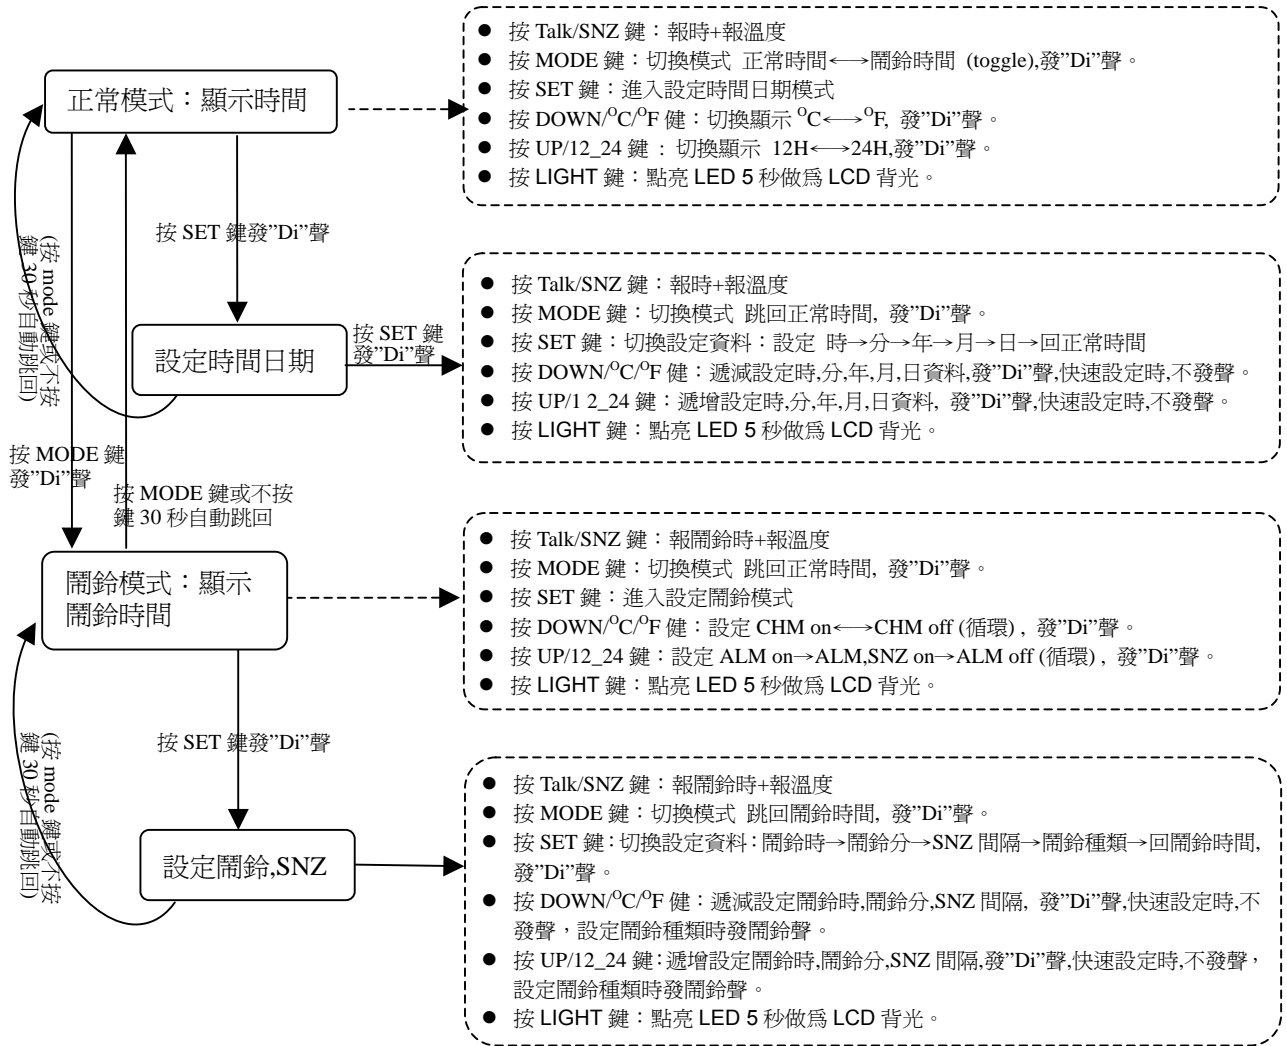 ● 按 Talk/SNZ 鍵：報時+報溫度
● 按 MODE 鍵：切換模式 正常時間←→鬧鈴時間 (toggle),發”Di”聲。
● 按 SET 鍵：進入設定時間日期模式
● 按 DOWN/⁰C/⁰F 健：切換顯示 ⁰C←→⁰F, 發”Di”聲。
● 按 UP/12_24 鍵 : 切換顯示 12H←→24H,發”Di”聲。
● 按 LIGHT 鍵：點亮 LED 5 秒做爲 LCD 背光。
正常模式：顯示時間
按 SET 鍵發”Di”聲
(按 mode 鍵或不按
鍵 30 秒自動跳回)
設定時間日期
按 SET 鍵
發”Di”聲
● 按 Talk/SNZ 鍵：報時+報溫度
● 按 MODE 鍵：切換模式 跳回正常時間, 發”Di”聲。
● 按 SET 鍵：切換設定資料：設定 時→分→年→月→日→回正常時間
● 按 DOWN/⁰C/⁰F 健：遞減設定時,分,年,月,日資料,發”Di”聲,快速設定時,不發聲。
● 按 UP/1 2_24 鍵：遞增設定時,分,年,月,日資料, 發”Di”聲,快速設定時,不發聲。
● 按 LIGHT 鍵：點亮 LED 5 秒做爲 LCD 背光。
按 MODE 鍵
發”Di”聲
按 MODE 鍵或不按
鍵 30 秒自動跳回
鬧鈴模式：顯示
鬧鈴時間
● 按 Talk/SNZ 鍵：報鬧鈴時+報溫度
● 按 MODE 鍵：切換模式 跳回正常時間, 發”Di”聲。
● 按 SET 鍵：進入設定鬧鈴模式
● 按 DOWN/⁰C/⁰F 健：設定 CHM on←→CHM off (循環) , 發”Di”聲。
● 按 UP/12_24 鍵：設定 ALM on→ALM,SNZ on→ALM off (循環) , 發”Di”聲。
● 按 LIGHT 鍵：點亮 LED 5 秒做爲 LCD 背光。
按 SET 鍵發”Di”聲
(按 mode 鍵或不按
鍵 30 秒自動跳回)
設定鬧鈴,SNZ
● 按 Talk/SNZ 鍵：報鬧鈴時+報溫度
● 按 MODE 鍵：切換模式 跳回鬧鈴時間, 發”Di”聲。
● 按 SET 鍵：切換設定資料：鬧鈴時→鬧鈴分→SNZ 間隔→鬧鈴種類→回鬧鈴時間,
發”Di”聲。
● 按 DOWN/⁰C/⁰F 健：遞減設定鬧鈴時,鬧鈴分,SNZ 間隔, 發”Di”聲,快速設定時,不
發聲，設定鬧鈴種類時發鬧鈴聲。
● 按 UP/12_24 鍵：遞增設定鬧鈴時,鬧鈴分,SNZ 間隔,發”Di”聲,快速設定時,不發聲，
設定鬧鈴種類時發鬧鈴聲。
● 按 LIGHT 鍵：點亮 LED 5 秒做爲 LCD 背光。